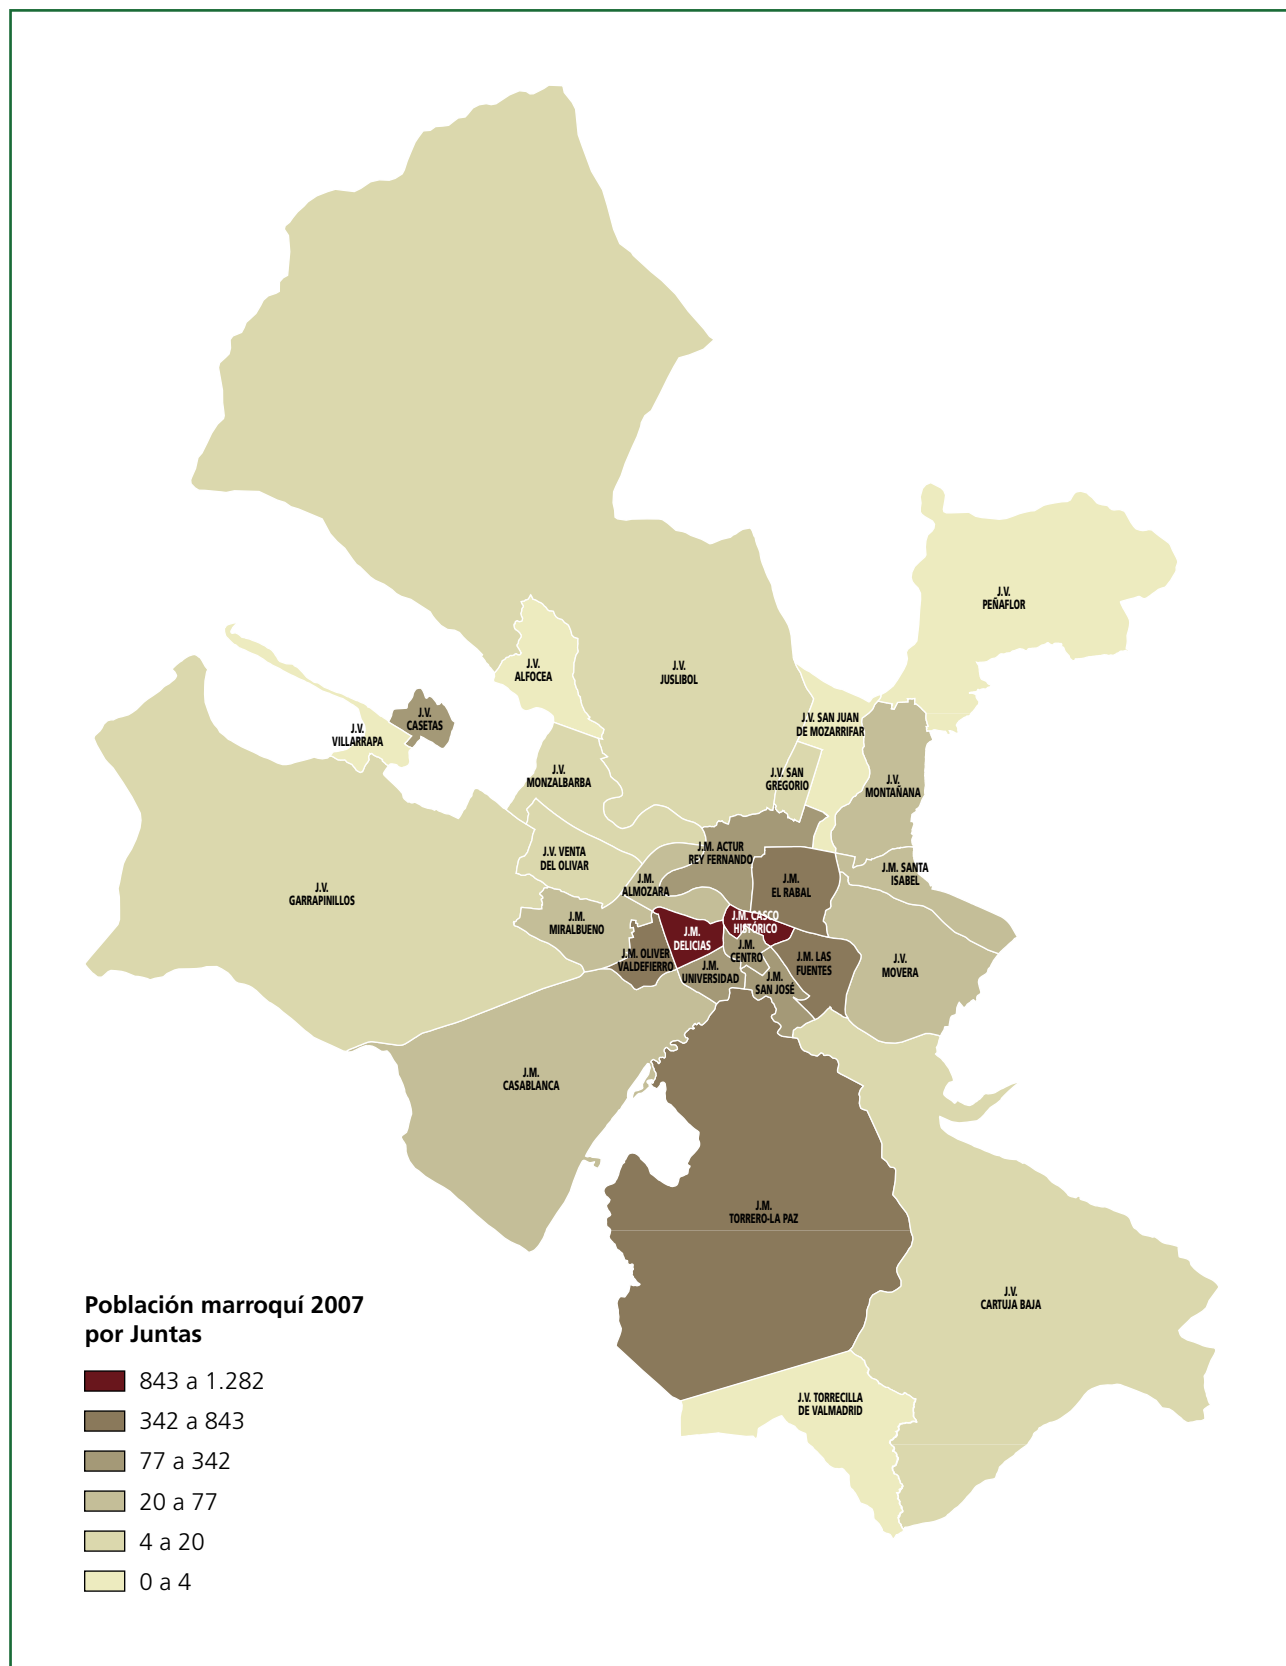 J.V.
PEÑAFLOR
J.V.
ALFOCEA
J.V.
JUSLIBOL
J.V.
CASETAS
J.V.
VILLARRAPA
J.V. SAN JUAN
DE MOZARRIFAR
J.V.
MONZALBARBA
J.V. SAN
GREGORIO
J.V.
MONTAÑANA
J.V. VENTA
DEL OLIVAR
J.M. ACTUR
REY FERNANDO
J.M. SANTA
ISABEL
J.V.
GARRAPINILLOS
J.M.
ALMOZARA
J.M.
EL RABAL
J.M.
MIRALBUENO
J.M. CASCO
HISTÓRICO
J.M.
DELICIAS
J.M. OLIVER
VALDEFIERRO
J.M.
CENTRO
J.M. LAS
FUENTES
J.V.
MOVERA
J.M.
UNIVERSIDAD
J.M.
SAN JOSÉ
J.M.
CASABLANCA
J.M.
TORRERO-LA PAZ
J.V.
CARTUJA BAJA
J.V. TORRECILLA
DE VALMADRID
Población marroquí 2007
por Juntas
843 a 1.282
342 a 843
77 a 342
20 a 77
4 a 20
0 a 4